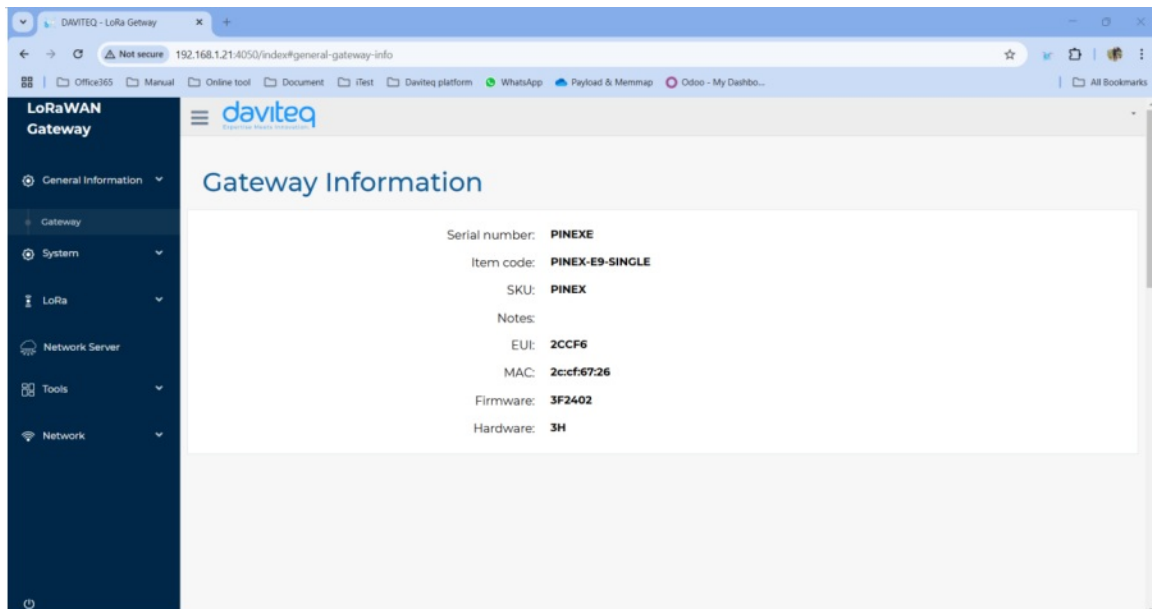 DAVITEQ - LoRa Getway
Not secure 192.168.1.21:4050/index#general-gateway-info
Office365 Manual Online tool Document iTest Daviteq platform WhatsApp Payload & Memmap Odoo - My Dashbo... All Bookmarks
LoRaWAN
Gateway
daviteq
General Information
Gateway
System
LoRa
Network Server
Tools
Network
Gateway Information
Serial number: PINEXE
Item code: PINEX-E9-SINGLE
SKU: PINEX
Notes:
EUI: 2CCF6
MAC: 2c:cf:67:26
Firmware: 3F2402
Hardware: 3H